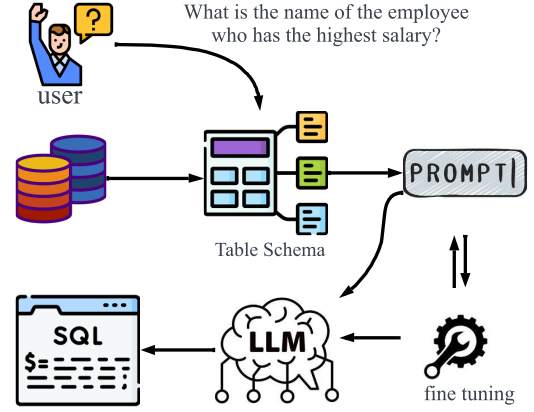 What is the name of the employee
who has the highest salary?
?
user
PROMPT|
Table Schema
SQL
$=
LLM
fine tuning